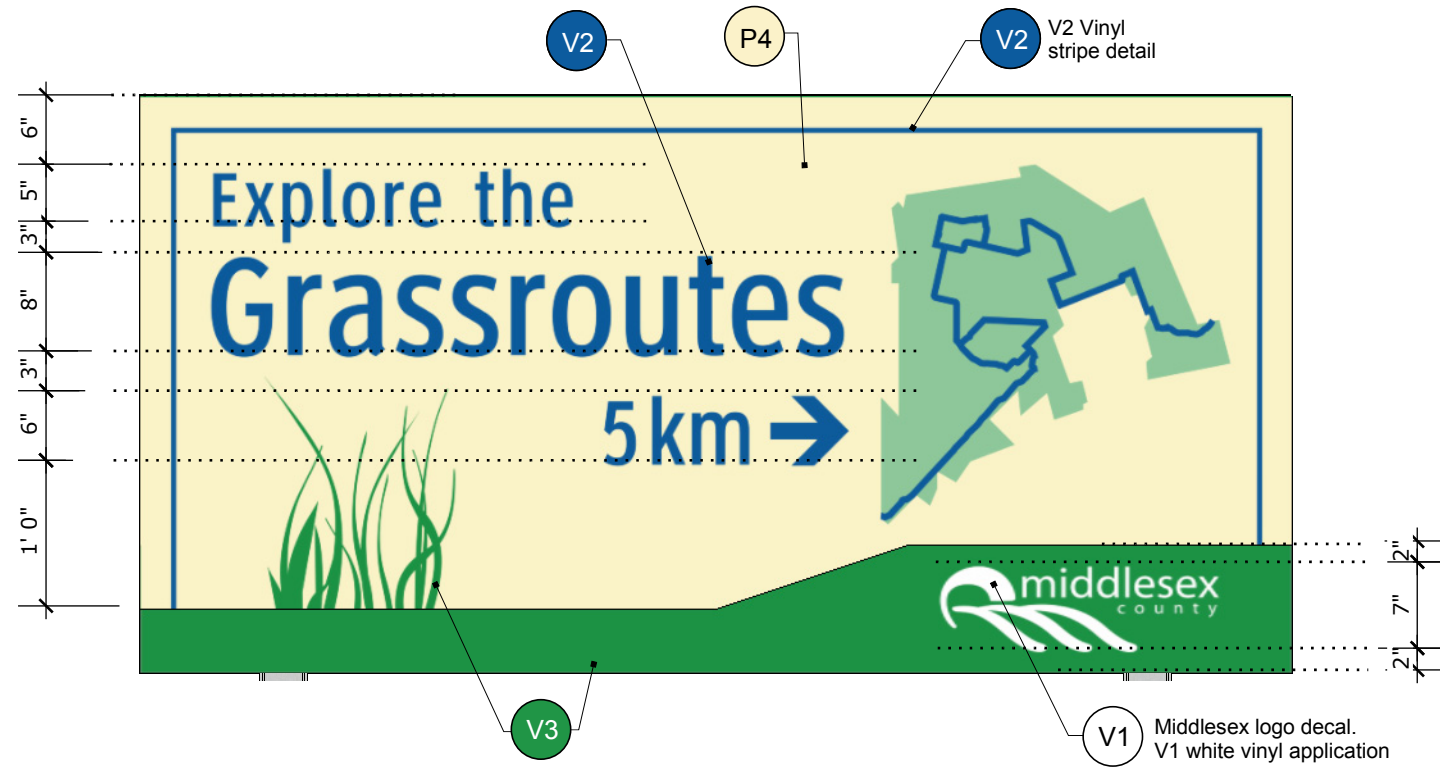 V2
P4
V2
V2 Vinyl
stripe detail
6"
5"
3"
8"
3"
6"
1' 0"
Explore the
Grassroutes
5km
middlesex
county
2"
7"
2"
V3
V1
Middlesex logo decal.
V1 white vinyl application